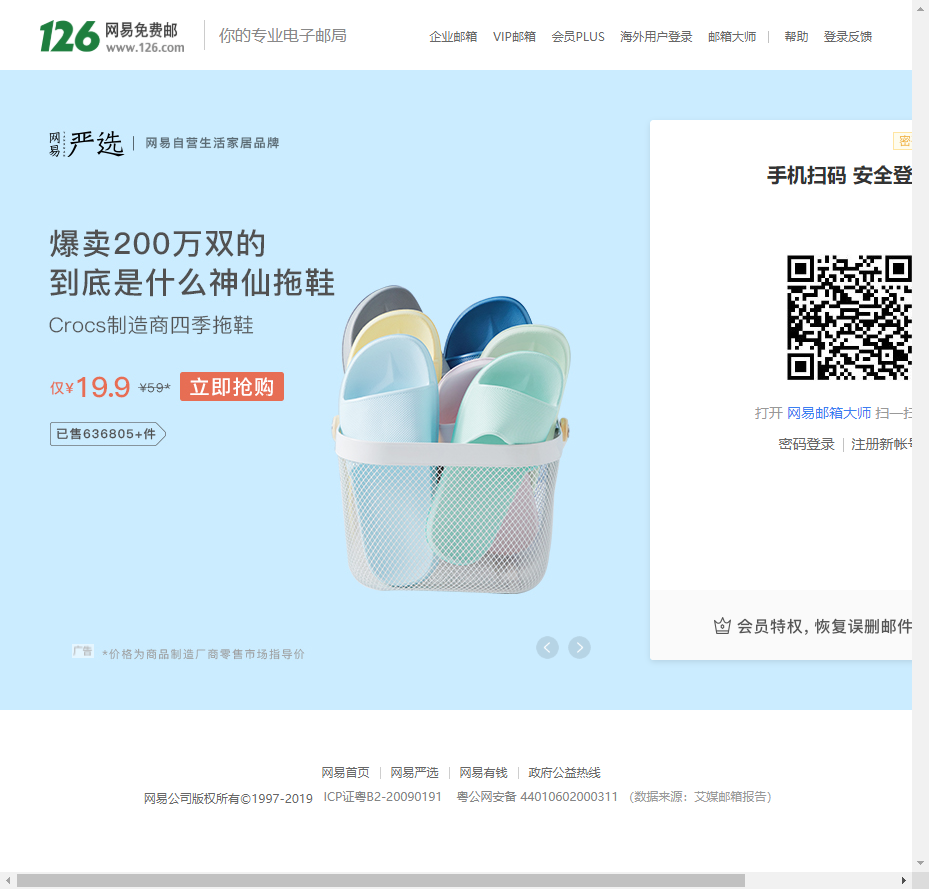 126 网易免费邮 www.126.com
你的专业电子邮局
企业邮箱 VIP邮箱 会员PLUS 海外用户登录 邮箱大师 | 帮助 登录反馈
网易严选 | 网易自营生活家居品牌
密
手机扫码 安全登
爆卖200万双的
到底是什么神仙拖鞋
Crocs制造商四季拖鞋
仅¥19.9 ¥59* 立即抢购
已售636805+件
打开 网易邮箱大师 扫一扫
密码登录 | 注册新帐号
会员特权, 恢复误删邮件
广告 *价格为商品制造厂商零售市场指导价
网易首页 | 网易严选 | 网易有钱 | 政府公益热线
网易公司版权所有©1997-2019 ICP证粤B2-20090191 粤公网安备 44010602000311 (数据来源：艾媒邮箱报告)